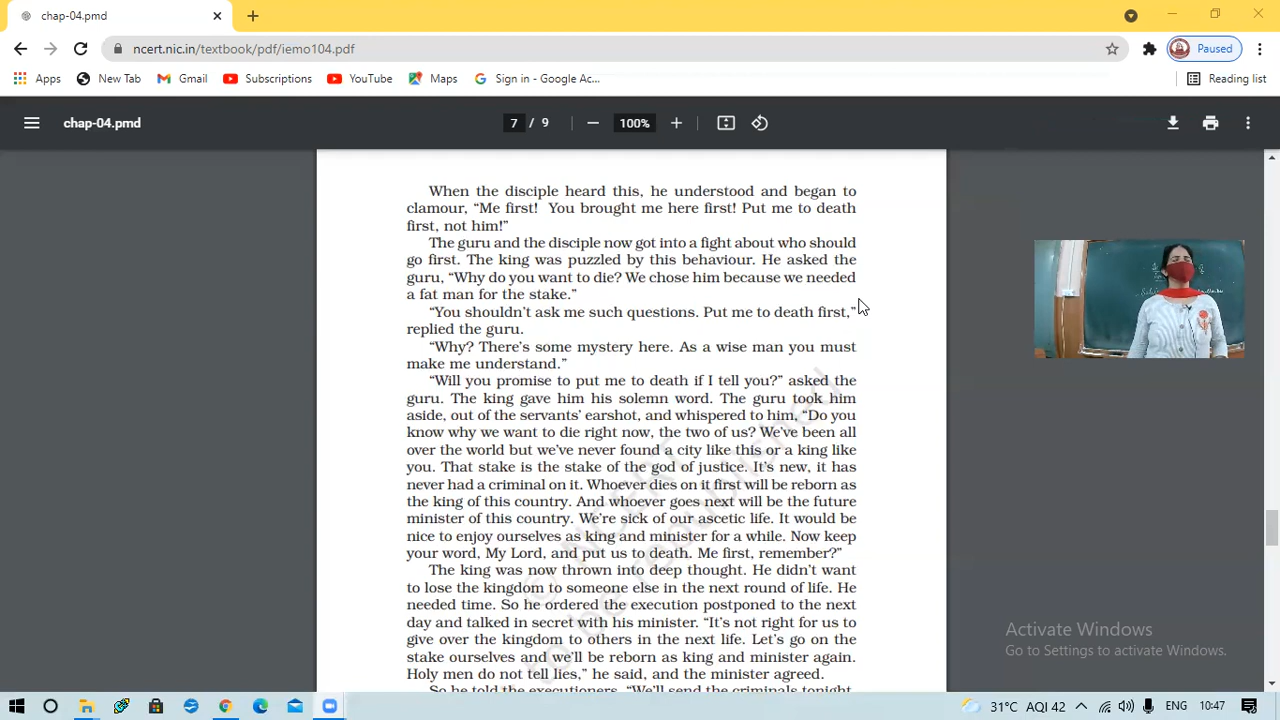 chap-04.pmd
ncert.nic.in/textbook/pdf/iemo104.pdf
Paused
Apps New Tab Gmail Subscriptions YouTube Maps Sign in - Google Ac... Reading list
chap-04.pmd 7 / 9 100%
When the disciple heard this, he understood and began to
clamour, “Me first! You brought me here first! Put me to death
first, not him!”
The guru and the disciple now got into a fight about who should
go first. The king was puzzled by this behaviour. He asked the
guru, “Why do you want to die? We chose him because we needed
a fat man for the stake.”
“You shouldn’t ask me such questions. Put me to death first,”
replied the guru.
“Why? There’s some mystery here. As a wise man you must
make me understand.”
“Will you promise to put me to death if I tell you?” asked the
guru. The king gave him his solemn word. The guru took him
aside, out of the servants’ earshot, and whispered to him, “Do you
know why we want to die right now, the two of us? We’ve been all
over the world but we’ve never found a city like this or a king like
you. That stake is the stake of the god of justice. It’s new, it has
never had a criminal on it. Whoever dies on it first will be reborn as
the king of this country. And whoever goes next will be the future
minister of this country. We’re sick of our ascetic life. It would be
nice to enjoy ourselves as king and minister for a while. Now keep
your word, My Lord, and put us to death. Me first, remember?”
The king was now thrown into deep thought. He didn’t want
to lose the kingdom to someone else in the next round of life. He
needed time. So he ordered the execution postponed to the next
day and talked in secret with his minister. “It’s not right for us to
give over the kingdom to others in the next life. Let’s go on the
stake ourselves and we’ll be reborn as king and minister again.
Holy men do not tell lies,” he said, and the minister agreed.
So he told the executioners, “We’ll send the criminals tonight
© NCERT
to be republished
Activate Windows
Go to Settings to activate Windows.
31°C AQI 42 ENG 10:47